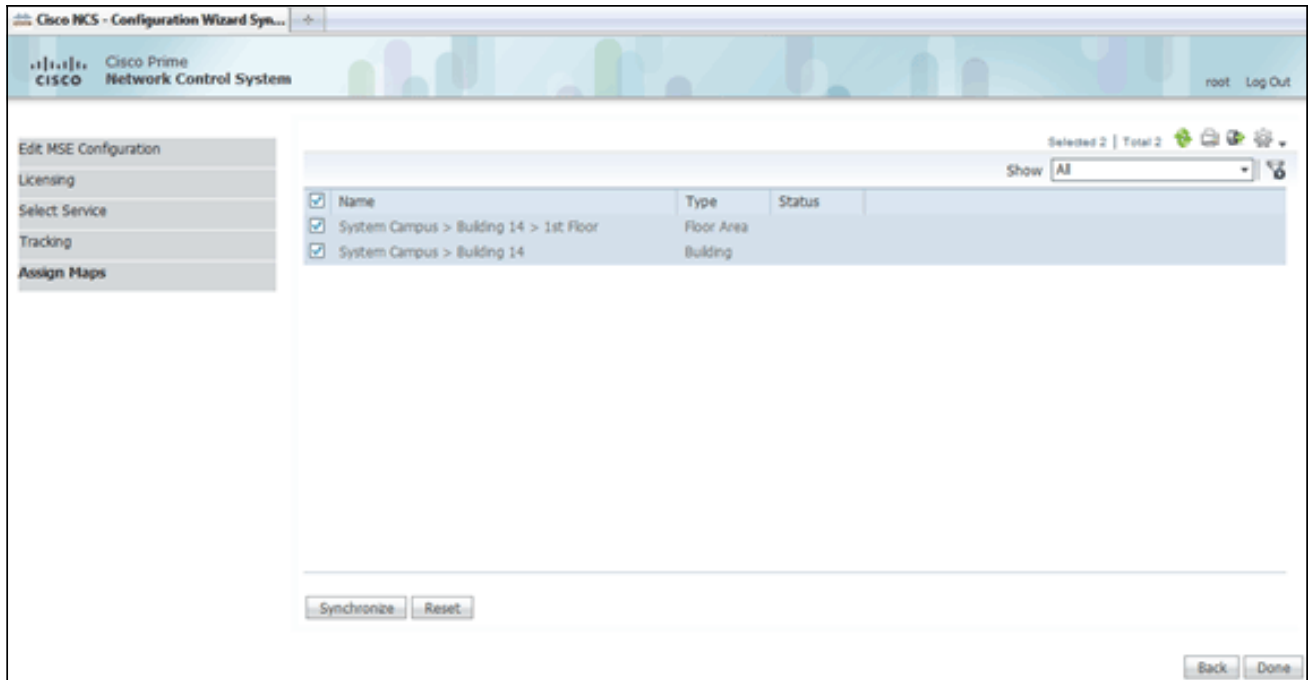 Cisco NCS - Configuration Wizard Syn...
CISCO
Cisco Prime
Network Control System
root Log Out
Edit MSE Configuration
Licensing
Select Service
Tracking
Assign Maps
Selected 2 | Total 2
Show All
Name Type Status
System Campus > Building 14 > 1st Floor Floor Area
System Campus > Building 14 Building
Synchronize Reset
Back Done